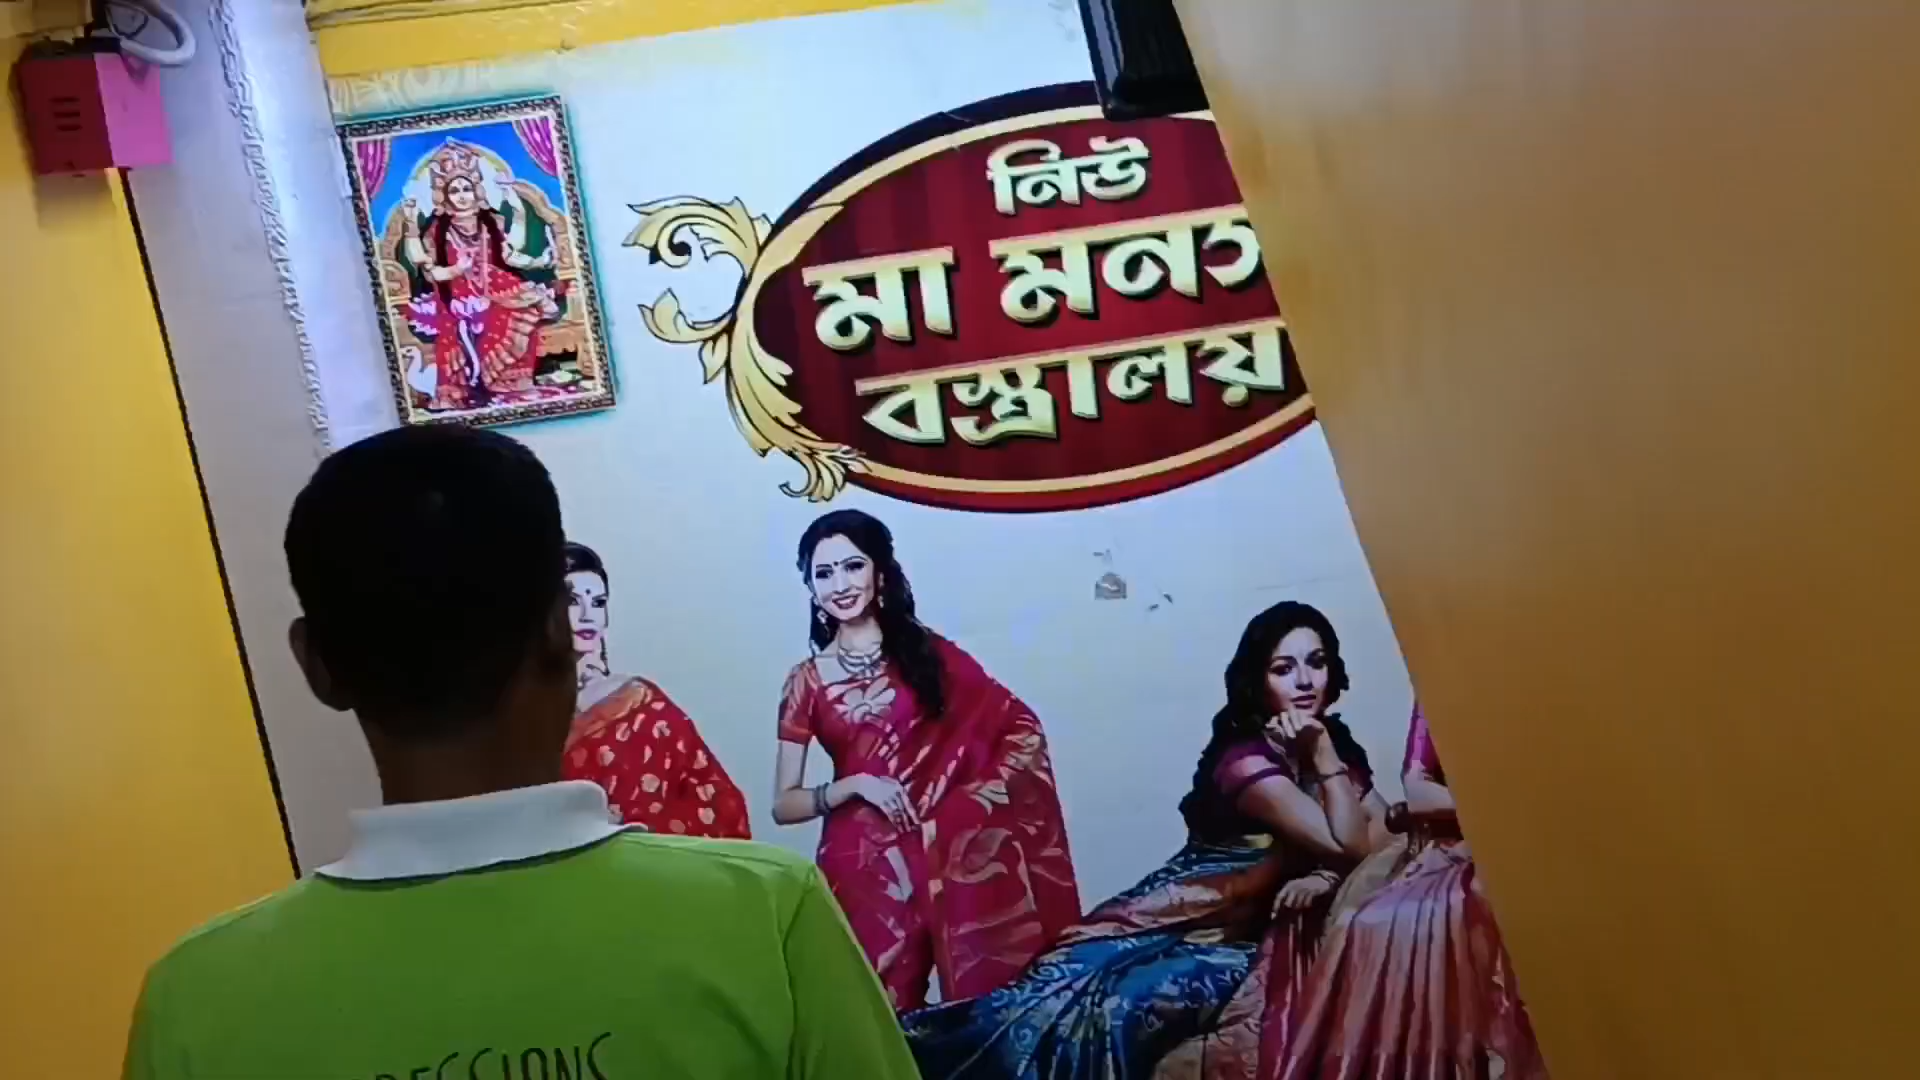 নিউ
মা মনস
বস্ত্রালয়